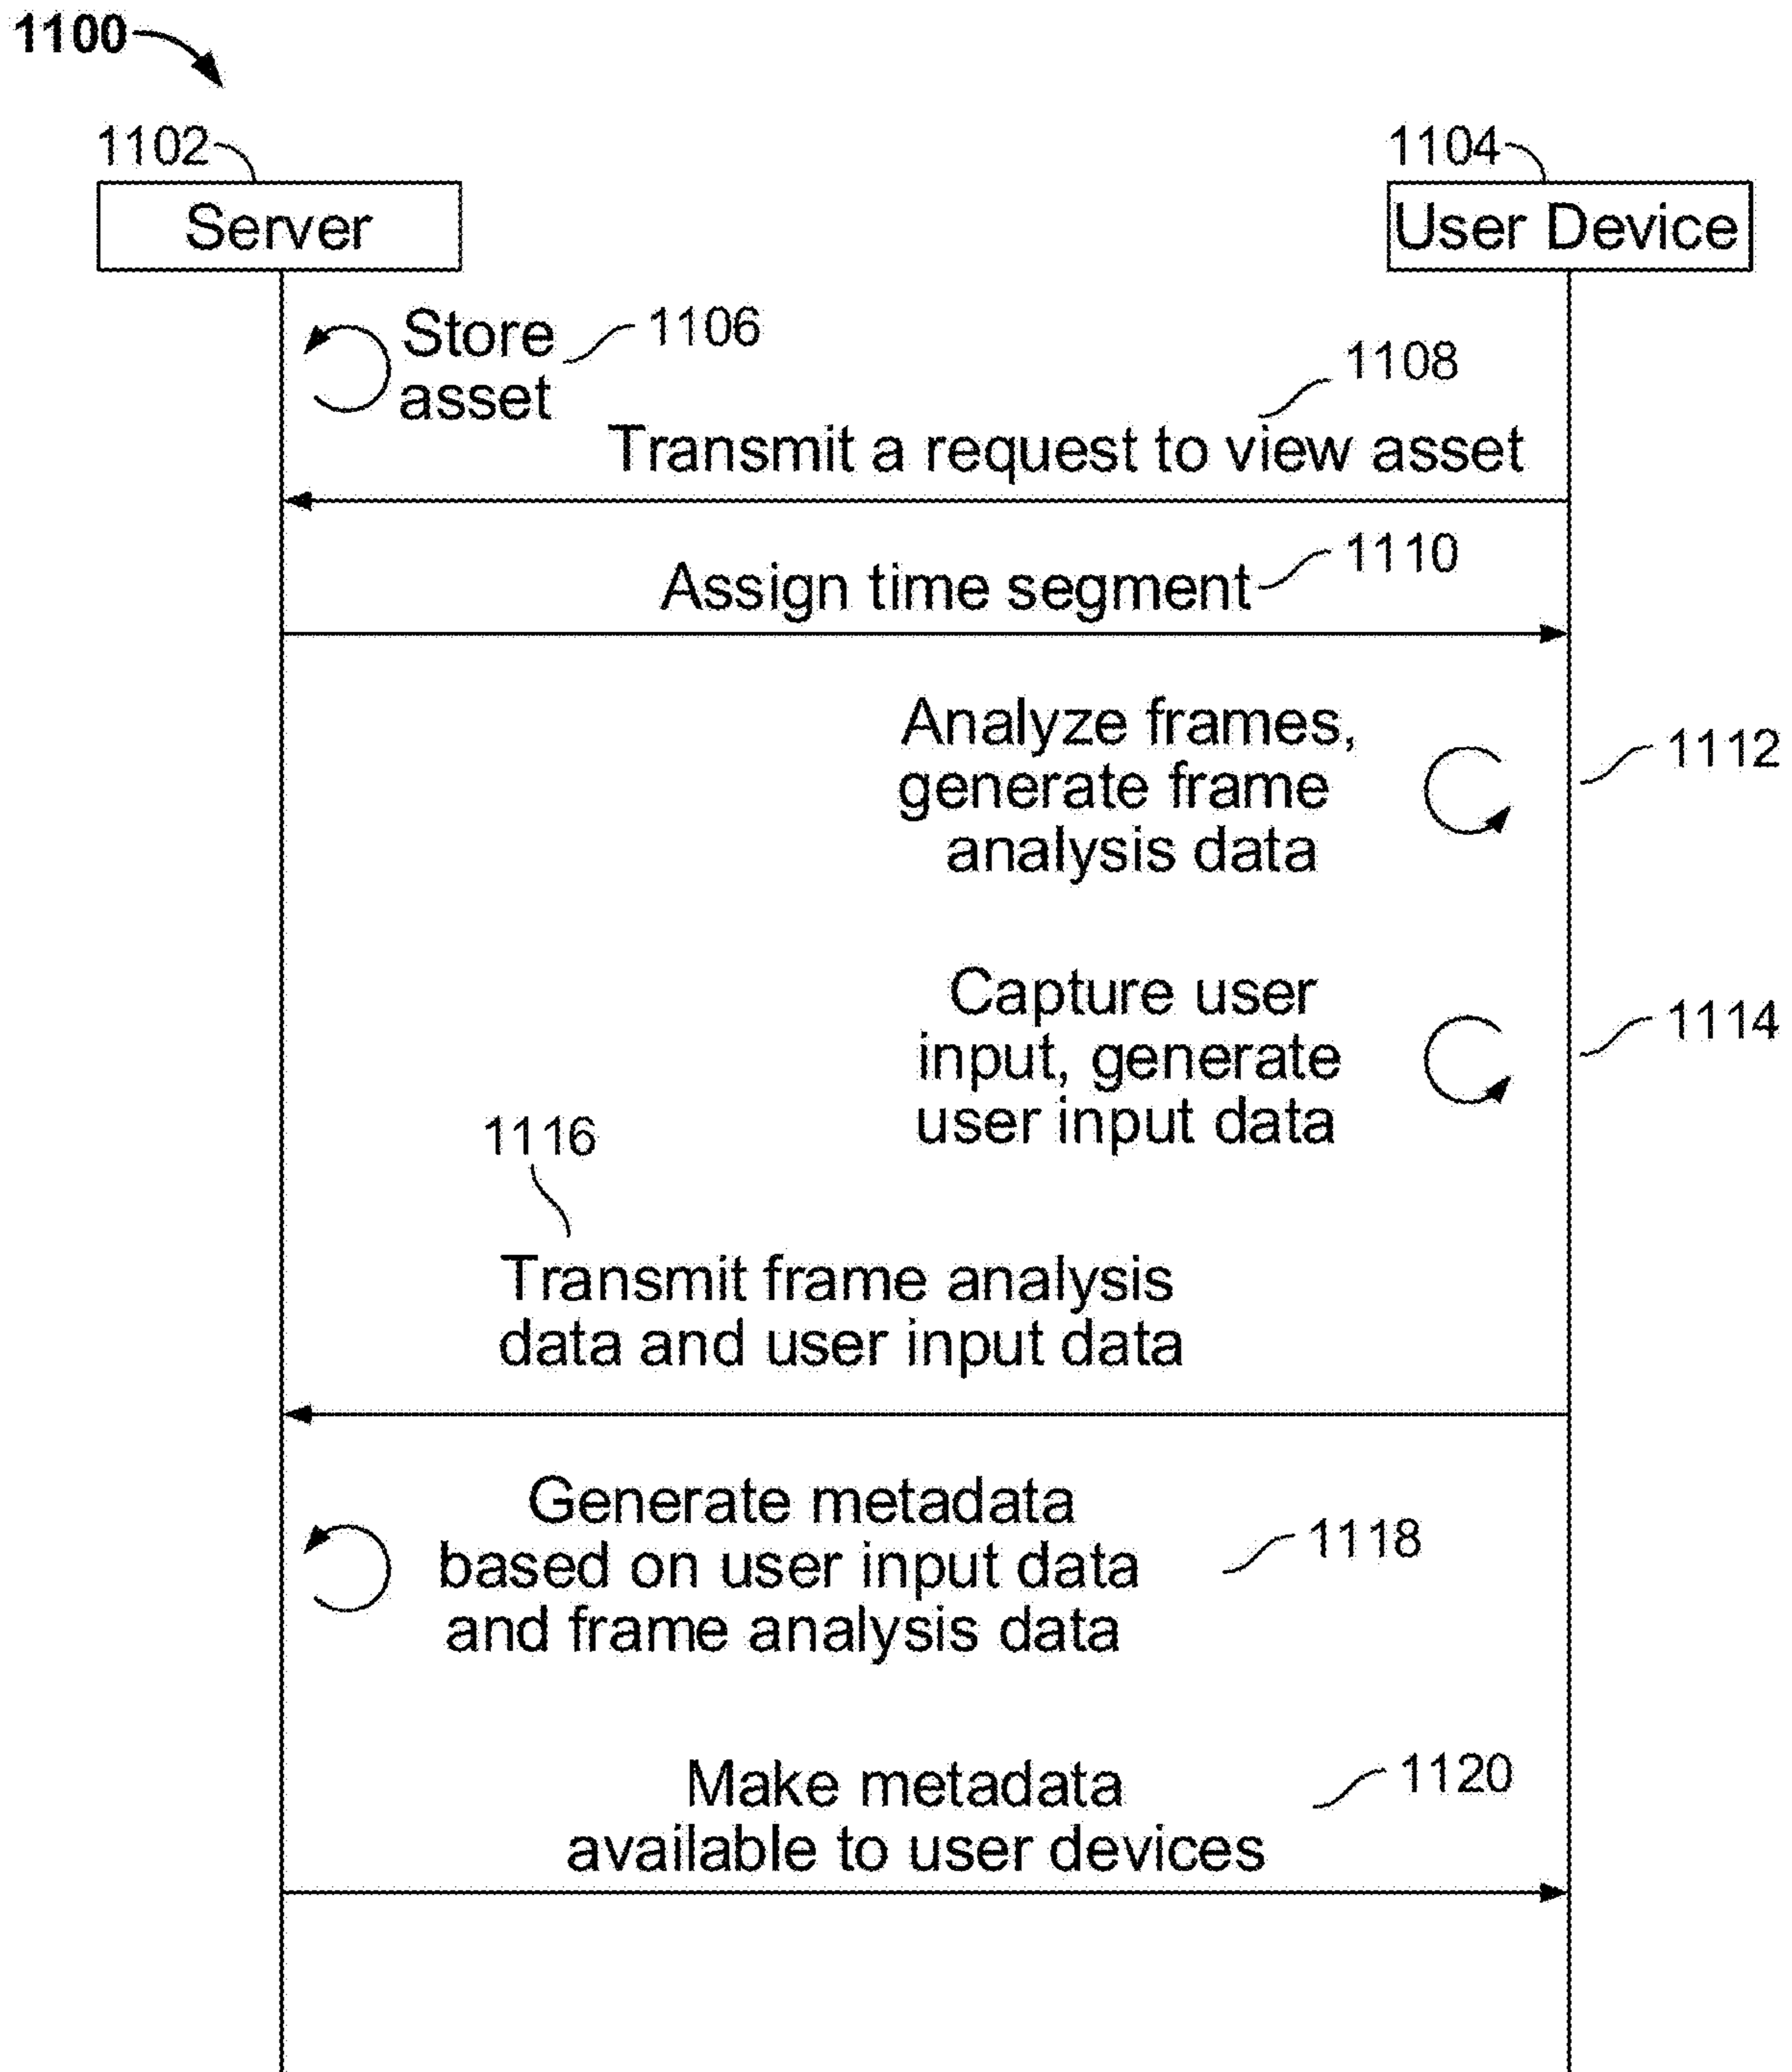 1100
1102
1104
Server
User Device
Store
asset
1106
1108
Transmit a request to view asset
Assign time segment
1110
Analyze frames,
generate frame
analysis data
1112
Capture user
input, generate
user input data
1114
1116
Transmit frame analysis
data and user input data
Generate metadata
based on user input data
and frame analysis data
1118
Make metadata
available to user devices
1120